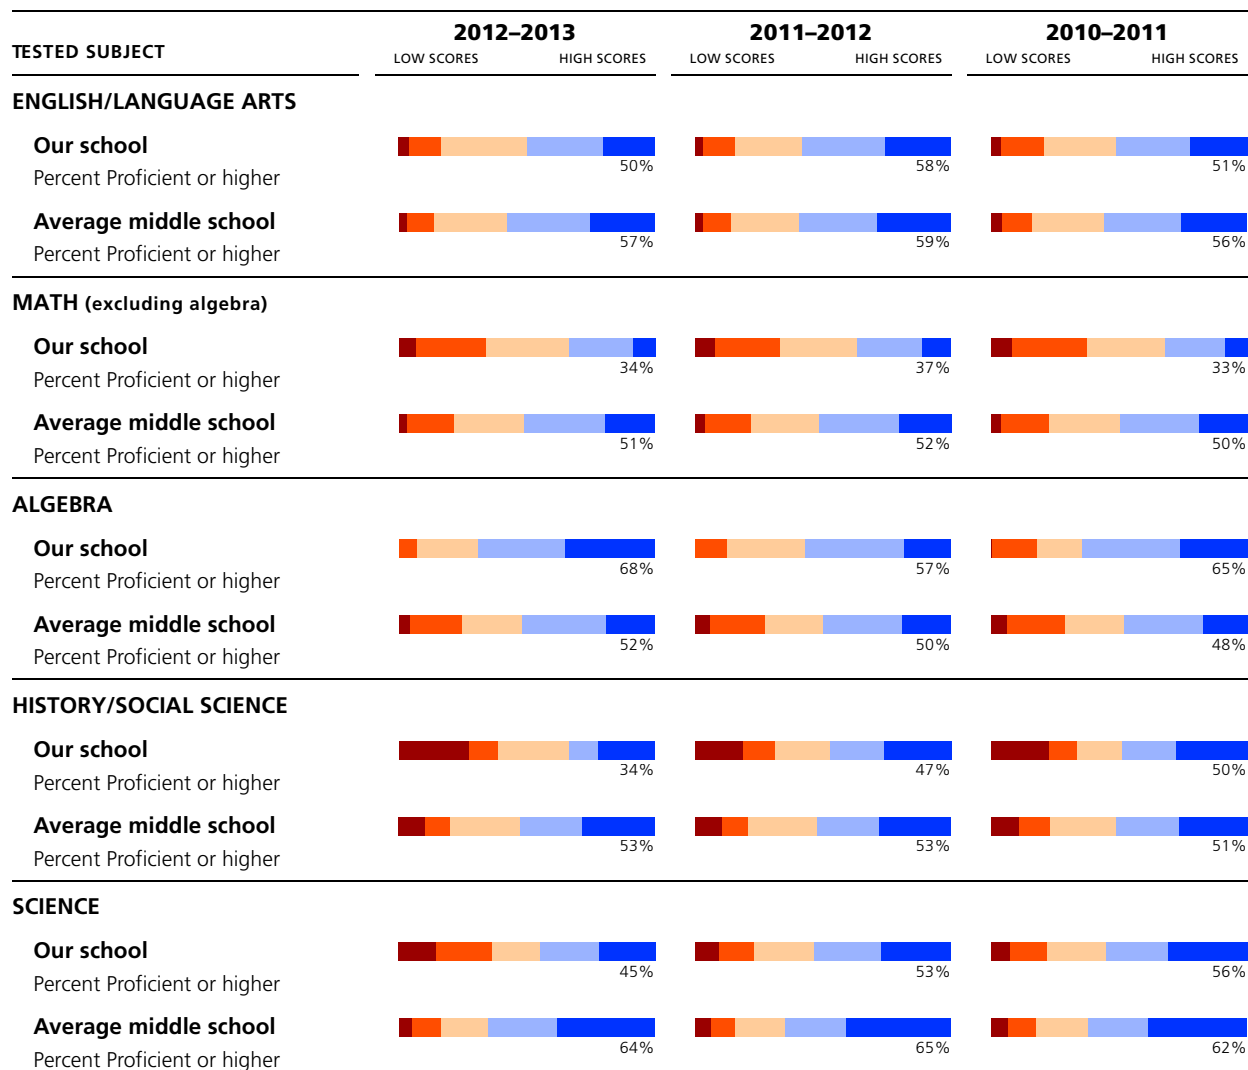 TESTED SUBJECT
2012–2013 2011–2012 2010–2011
LOW SCORES HIGH SCORES LOW SCORES HIGH SCORES LOW SCORES HIGH SCORES
ENGLISH/LANGUAGE ARTS
Our school
50% 58% 51%
Percent Proficient or higher
Average middle school
57% 59% 56%
Percent Proficient or higher
MATH (excluding algebra)
Our school
34% 37% 33%
Percent Proficient or higher
Average middle school
51% 52% 50%
Percent Proficient or higher
ALGEBRA
Our school
68% 57% 65%
Percent Proficient or higher
Average middle school
52% 50% 48%
Percent Proficient or higher
HISTORY/SOCIAL SCIENCE
Our school
34% 47% 50%
Percent Proficient or higher
Average middle school
53% 53% 51%
Percent Proficient or higher
SCIENCE
Our school
45% 53% 56%
Percent Proficient or higher
Average middle school
64% 65% 62%
Percent Proficient or higher